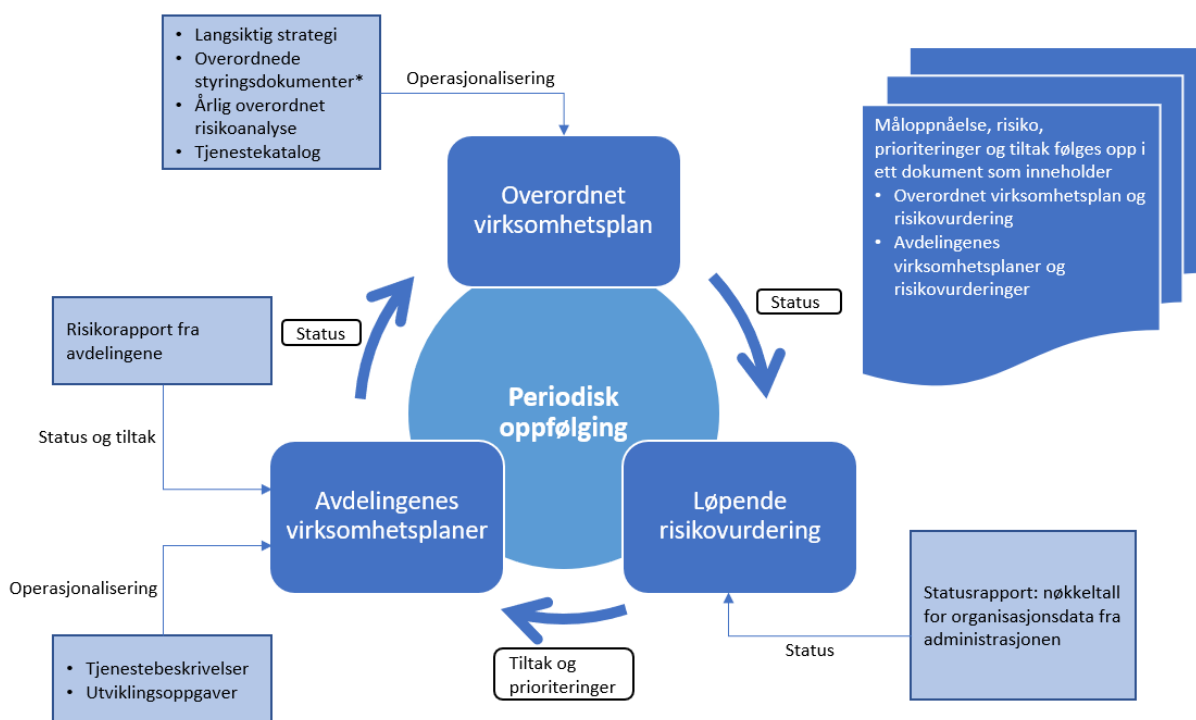 • Langsiktig strategi
• Overordnede
styringsdokumenter*
• Årlig overordnet
risikoanalyse
• Tjenestekatalog
Operasjonalisering
Måloppnåelse, risiko,
prioriteringer og tiltak følges opp i
ett dokument som inneholder
• Overordnet virksomhetsplan og
risikovurdering
• Avdelingenes
virksomhetsplaner og
risikovurderinger
Overordnet
virksomhetsplan
Status
Status
Risikorapport fra
avdelingene
Periodisk
oppfølging
Status og tiltak
Avdelingenes
virksomhetsplaner
Løpende
risikovurdering
Operasjonalisering
Statusrapport: nøkkeltall
for organisasjonsdata fra
administrasjonen
Status
Tiltak og
prioriteringer
• Tjenestebeskrivelser
• Utviklingsoppgaver